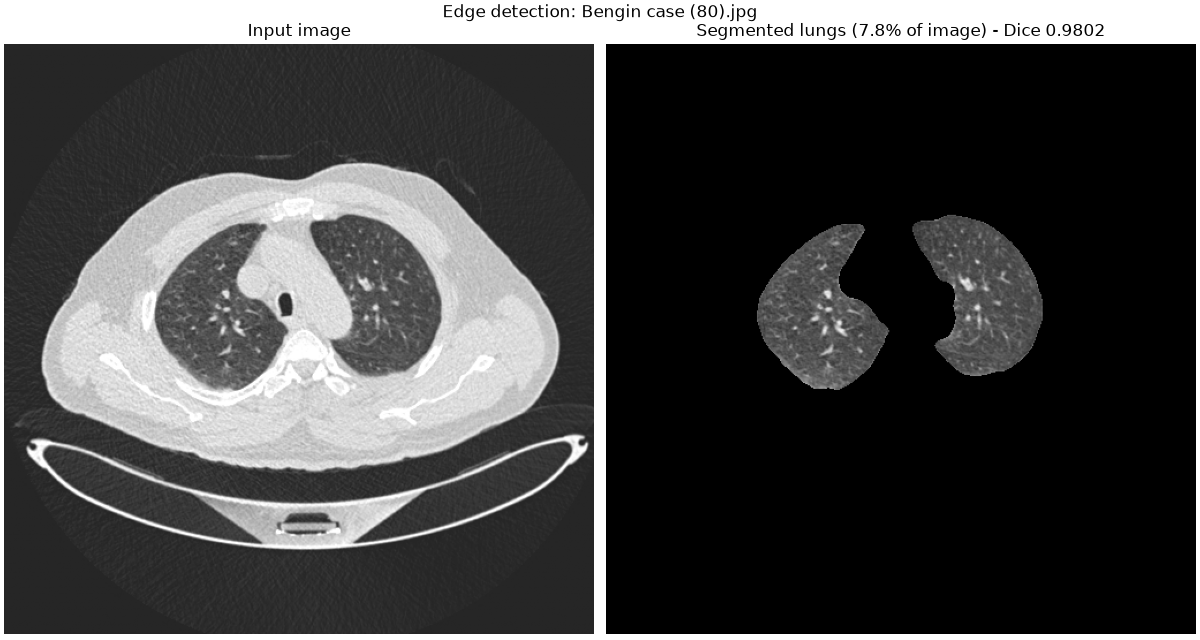 Edge detection: Bengin case (80).jpg
Input image
Segmented lungs (7.8% of image) - Dice 0.9802